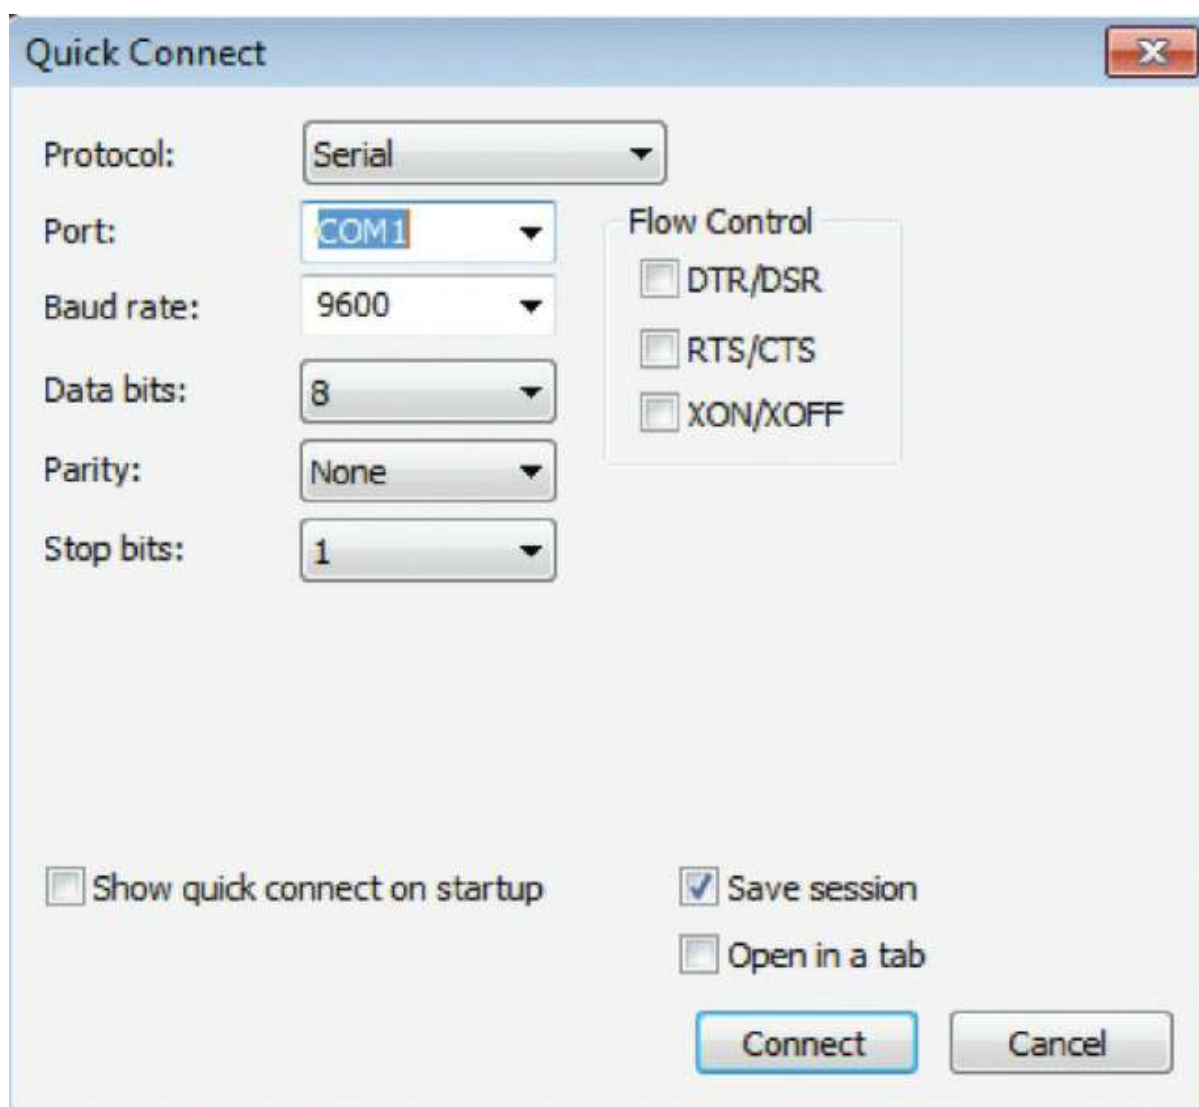 Quick Connect
Protocol: Serial
Port: COM1
Baud rate: 9600
Data bits: 8
Parity: None
Stop bits: 1
Flow Control
DTR/DSR
RTS/CTS
XON/XOFF
Show quick connect on startup
Save session
Open in a tab
Connect
Cancel